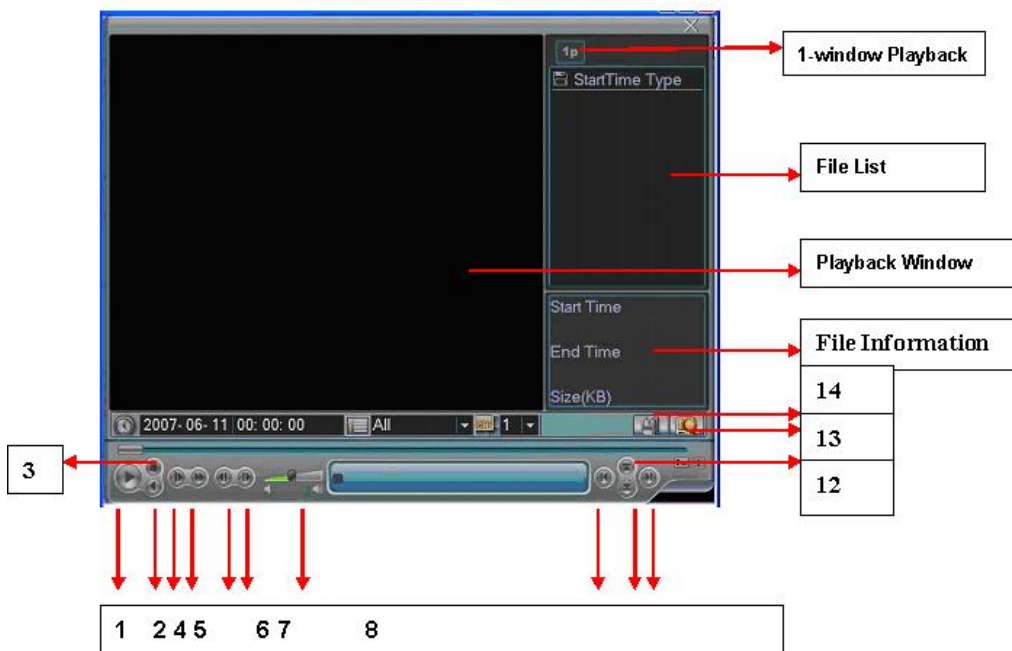 1p
1-window Playback
StartTime Type
File List
Playback Window
Start Time
End Time
Size(KB)
File Information
14
13
12
2007- 06- 11 00: 00: 00 All 1
3
1 2 4 5 6 7 8